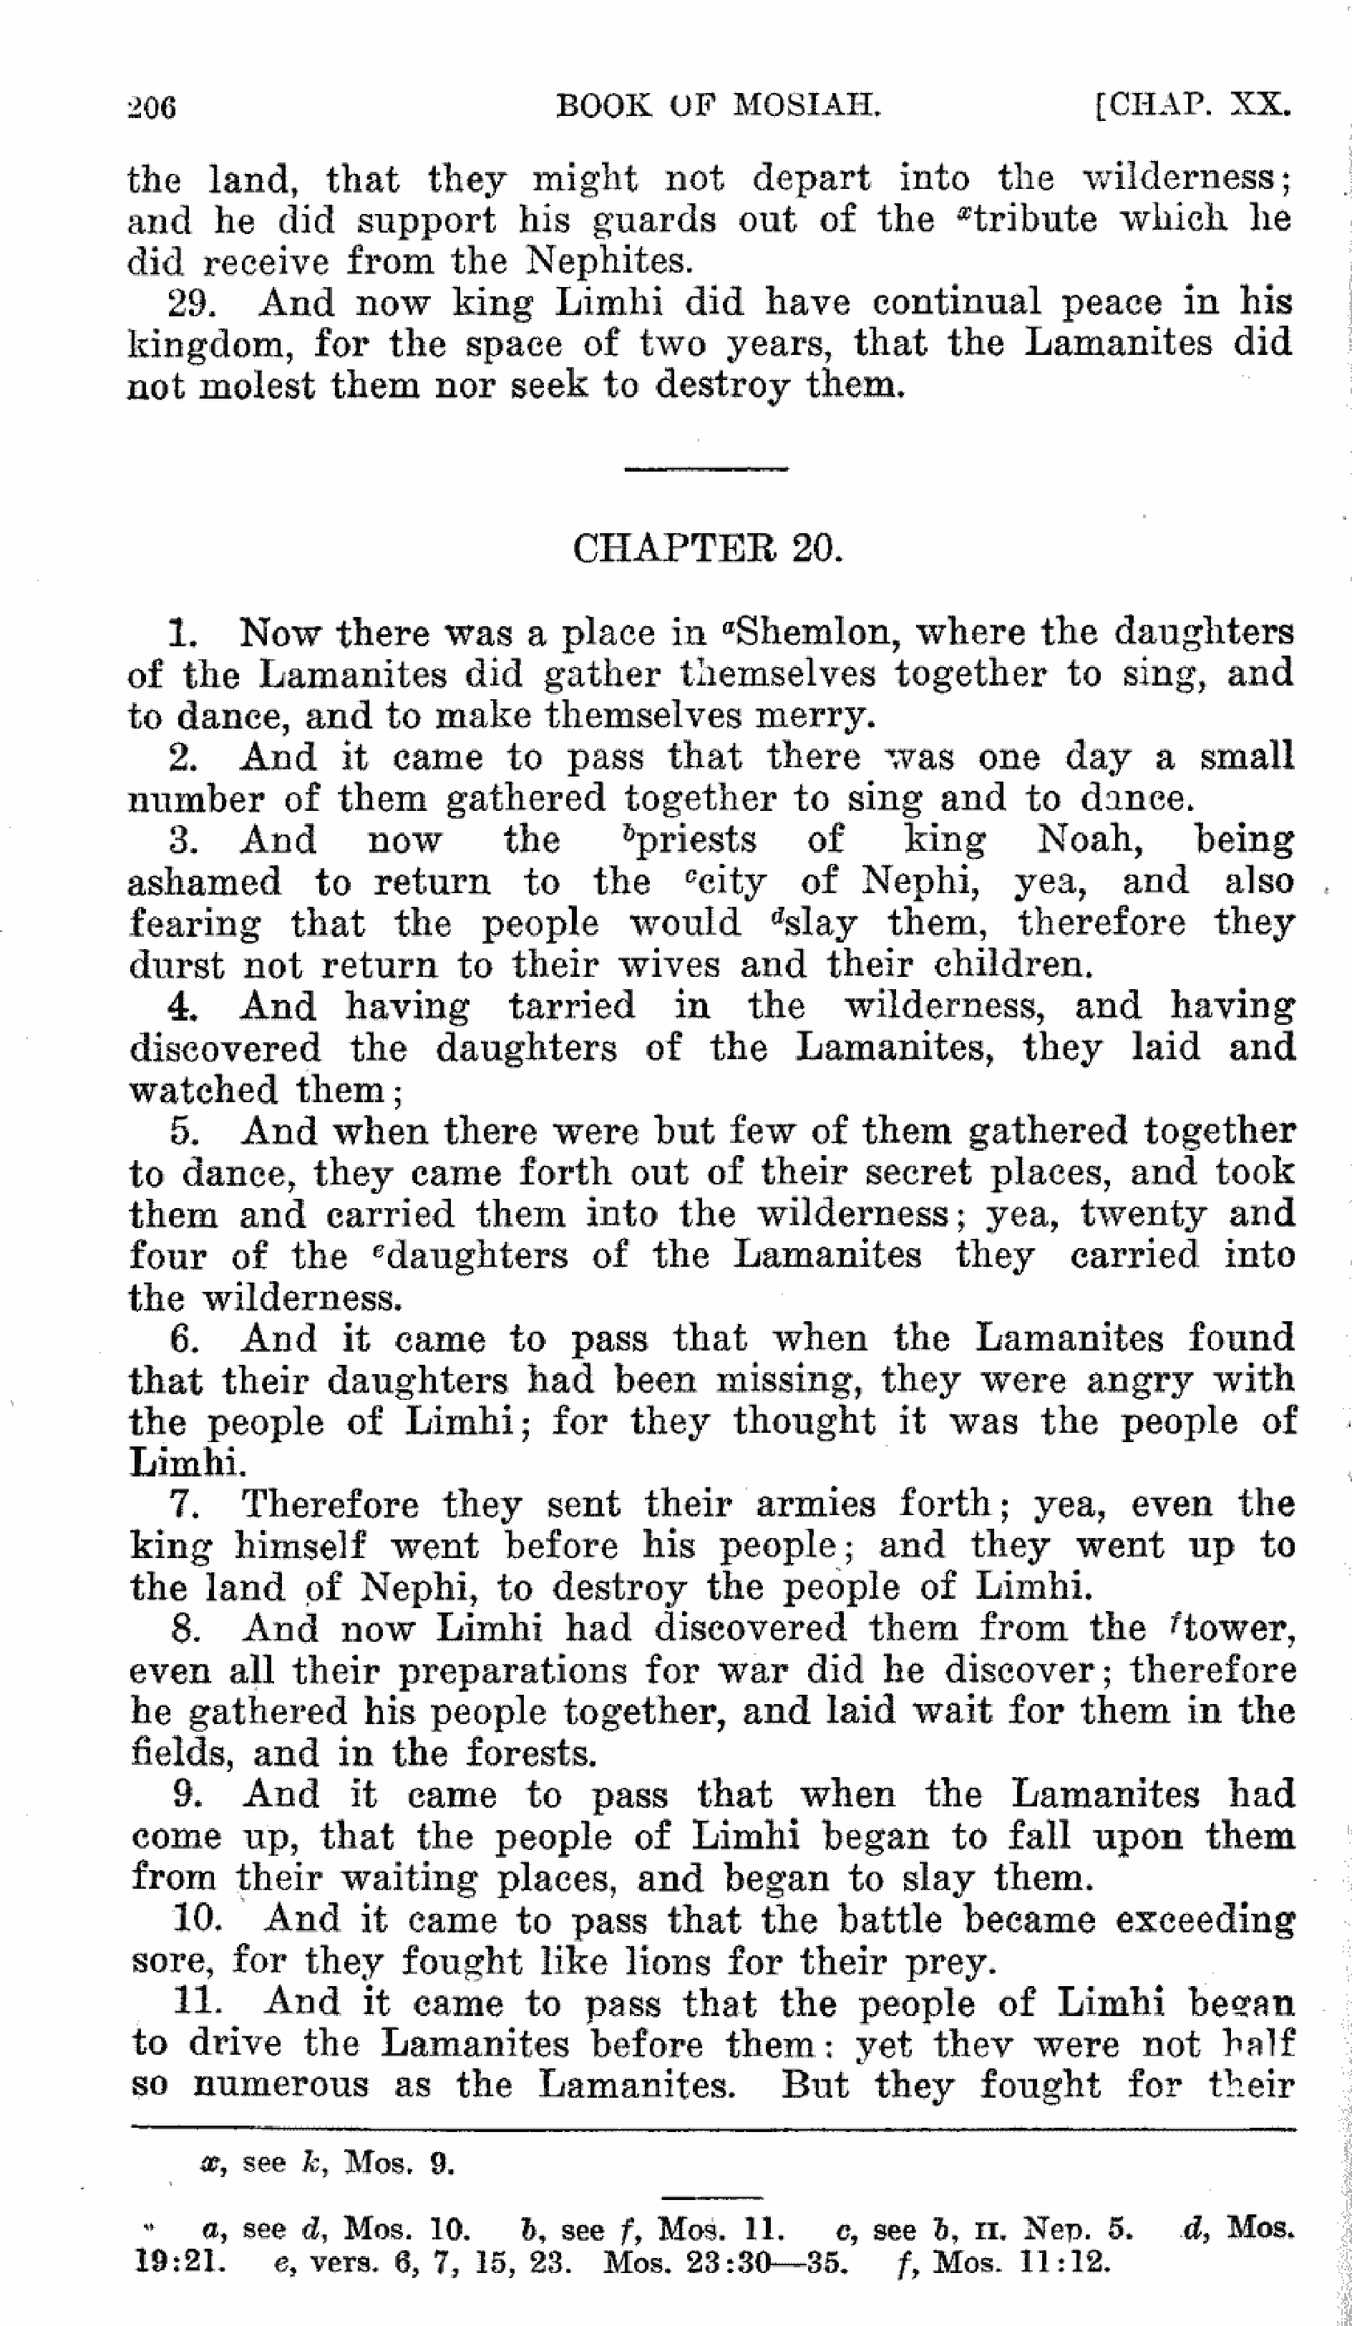 206 BOOK OF MOSIAH. [CHAP. XX.
the land, that they might not depart into the wilderness;
and he did support his guards out of the xtribute which he
did receive from the Nephites.
29. And now king Limhi did have continual peace in his
kingdom, for the space of two years, that the Lamanites did
not molest them nor seek to destroy them.
CHAPTER 20.
1. Now there was a place in aShemlon, where the daughters
of the Lamanites did gather themselves together to sing, and
to dance, and to make themselves merry.
2. And it came to pass that there was one day a small
number of them gathered together to sing and to dance.
3. And now the bpriests of king Noah, being
ashamed to return to the ccity of Nephi, yea, and also
fearing that the people would dslay them, therefore they
durst not return to their wives and their children.
4. And having tarried in the wilderness, and having
discovered the daughters of the Lamanites, they laid and
watched them;
5. And when there were but few of them gathered together
to dance, they came forth out of their secret places, and took
them and carried them into the wilderness; yea, twenty and
four of the edaughters of the Lamanites they carried into
the wilderness.
6. And it came to pass that when the Lamanites found
that their daughters had been missing, they were angry with
the people of Limhi; for they thought it was the people of
Limhi.
7. Therefore they sent their armies forth; yea, even the
king himself went before his people; and they went up to
the land of Nephi, to destroy the people of Limhi.
8. And now Limhi had discovered them from the ftower,
even all their preparations for war did he discover; therefore
he gathered his people together, and laid wait for them in the
fields, and in the forests.
9. And it came to pass that when the Lamanites had
come up, that the people of Limhi began to fall upon them
from their waiting places, and began to slay them.
10. And it came to pass that the battle became exceeding
sore, for they fought like lions for their prey.
11. And it came to pass that the people of Limhi began
to drive the Lamanites before them: yet they were not half
so numerous as the Lamanites. But they fought for their
x, see k, Mos. 9.
a, see d, Mos. 10. b, see f, Mos. 11. c, see b, II. Nep. 5. d, Mos.
19:21. e, vers. 6, 7, 15, 23. Mos. 23:30—35. f, Mos. 11:12.